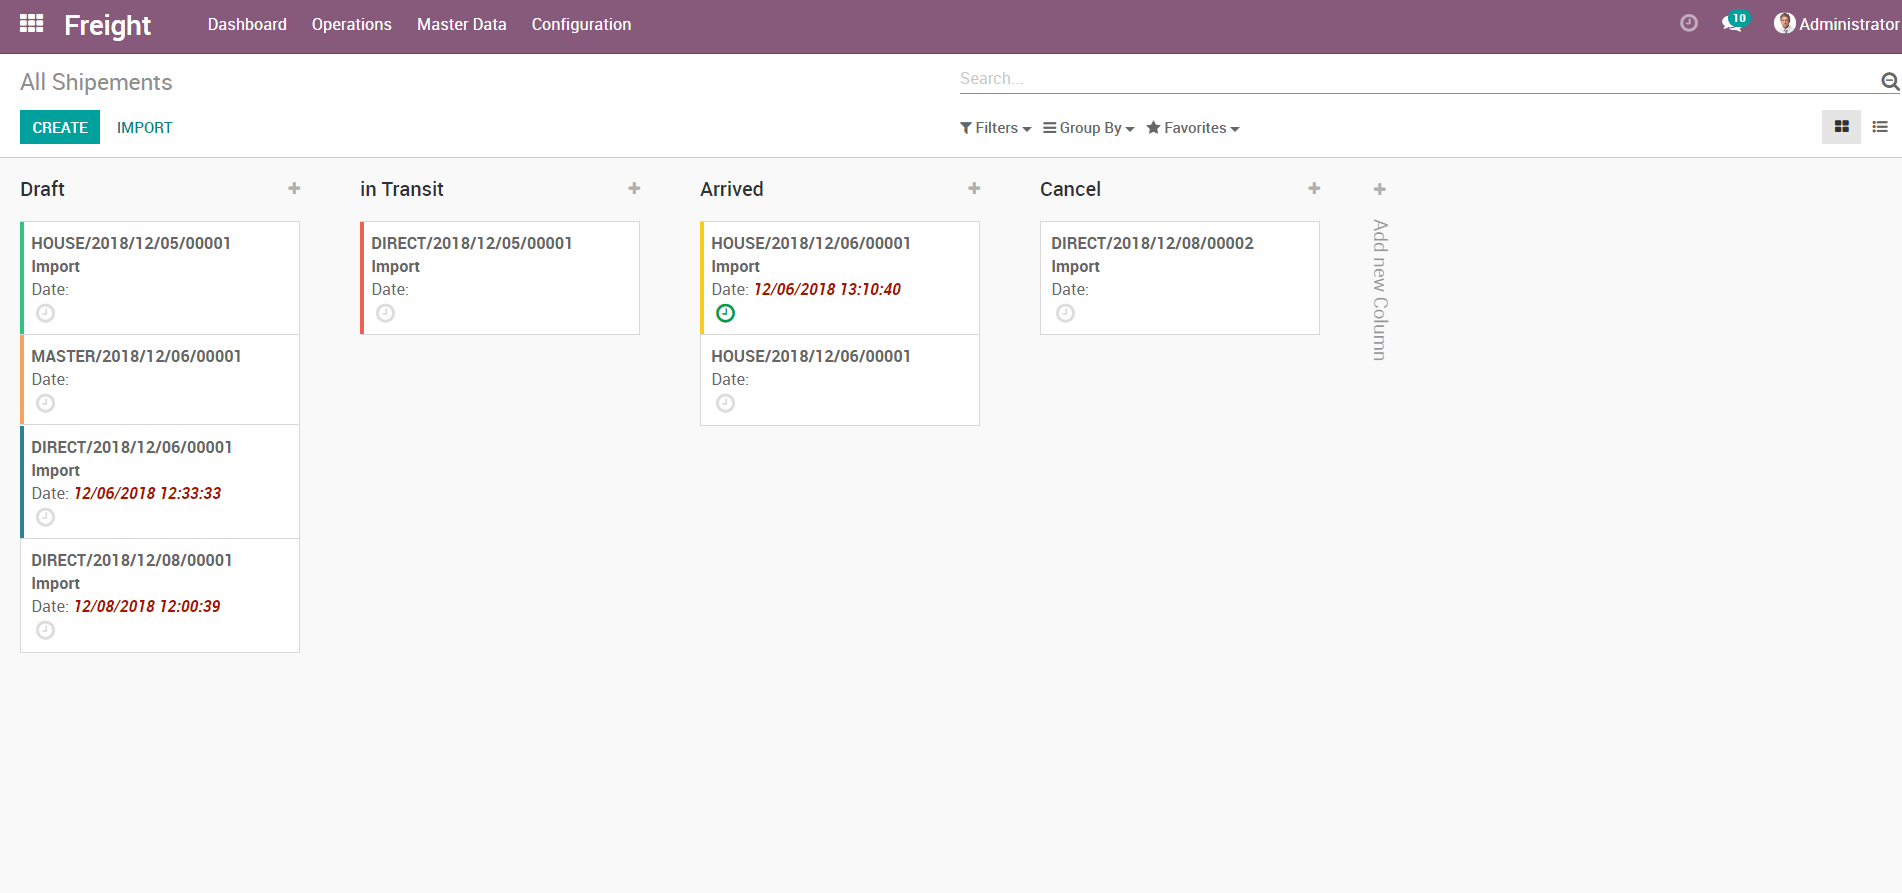 Freight
Dashboard
Operations
Master Data
Configuration
10
Administrator
All Shipements
Search...
CREATE
IMPORT
Filters
Group By
Favorites
Draft
HOUSE/2018/12/05/00001
Import
Date:
MASTER/2018/12/06/00001
Date:
DIRECT/2018/12/06/00001
Import
Date: 12/06/2018 12:33:33
DIRECT/2018/12/08/00001
Import
Date: 12/08/2018 12:00:39
in Transit
DIRECT/2018/12/05/00001
Import
Date:
Arrived
HOUSE/2018/12/06/00001
Import
Date: 12/06/2018 13:10:40
HOUSE/2018/12/06/00001
Date:
Cancel
DIRECT/2018/12/08/00002
Import
Date:
Add new Column